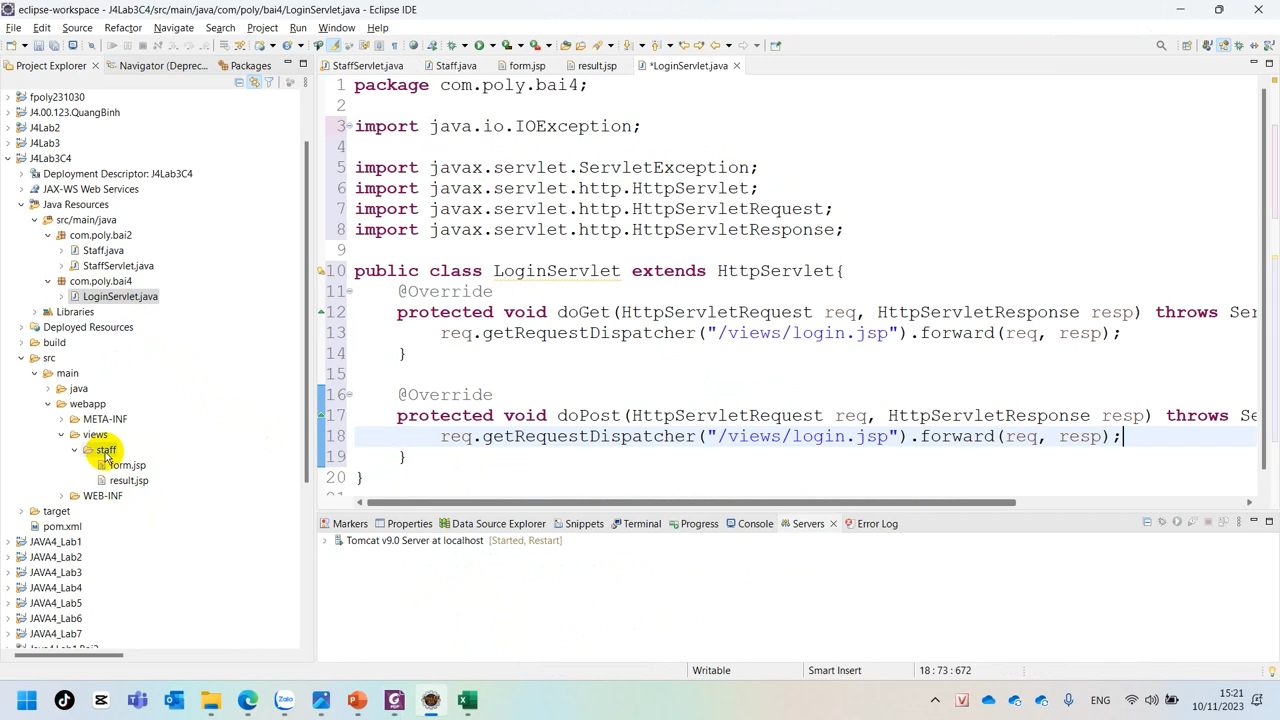 eclipse-workspace - J4Lab3C4/src/main/java/com/poly/bai4/LoginServlet.java - Eclipse IDE
File Edit Source Refactor Navigate Search Project Run Window Help
Project Explorer Navigator (Deprec... Packages
StaffServlet.java Staff.java form.jsp result.jsp *LoginServlet.java
fpoly231030
J4.00.123.QuangBinh
J4Lab2
J4Lab3
J4Lab3C4
Deployment Descriptor: J4Lab3C4
JAX-WS Web Services
Java Resources
src/main/java
com.poly.bai2
Staff.java
StaffServlet.java
com.poly.bai4
LoginServlet.java
Libraries
Deployed Resources
build
src
main
java
webapp
META-INF
views
staff
form.jsp
result.jsp
WEB-INF
target
pom.xml
JAVA4_Lab1
JAVA4_Lab2
JAVA4_Lab3
JAVA4_Lab4
JAVA4_Lab5
JAVA4_Lab6
JAVA4_Lab7
1 package com.poly.bai4;
2
3 import java.io.IOException;
4
5 import javax.servlet.ServletException;
6 import javax.servlet.http.HttpServlet;
7 import javax.servlet.http.HttpServletRequest;
8 import javax.servlet.http.HttpServletResponse;
9
10 public class LoginServlet extends HttpServlet{
11 @Override
12 protected void doGet(HttpServletRequest req, HttpServletResponse resp) throws Ser
13 req.getRequestDispatcher("/views/login.jsp").forward(req, resp);
14 }
15
16 @Override
17 protected void doPost(HttpServletRequest req, HttpServletResponse resp) throws Se
18 req.getRequestDispatcher("/views/login.jsp").forward(req, resp);
19 }
20 }
Markers Properties Data Source Explorer Snippets Terminal Progress Console Servers Error Log
Tomcat v9.0 Server at localhost [Started, Restart]
Writable Smart Insert 18 : 73 : 672
ENG 15:21
10/11/2023